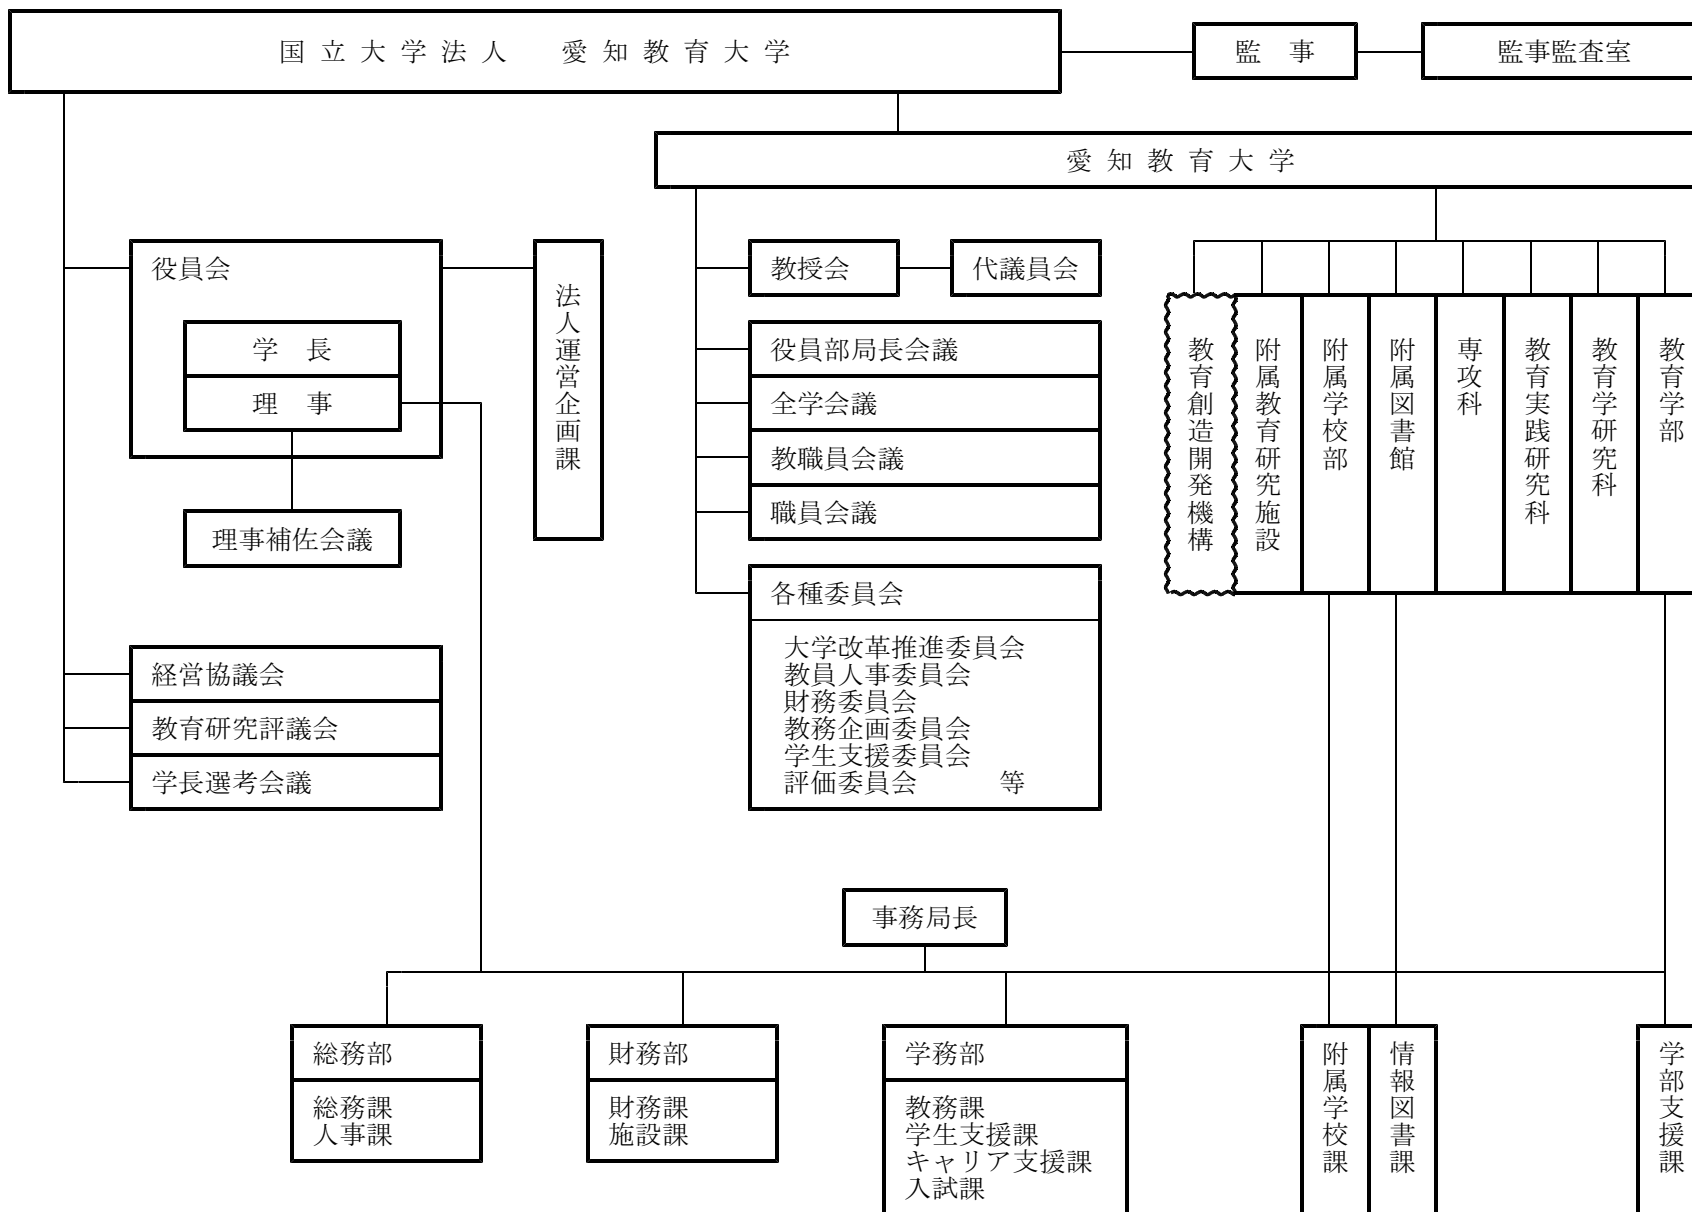 国立大学法人　愛知教育大学
監　事
監事監査室
愛知教育大学
役員会
学　長
理　事
理事補佐会議
法人運営企画課
経営協議会
教育研究評議会
学長選考会議
教授会
代議員会
役員部局長会議
全学会議
教職員会議
職員会議
各種委員会
大学改革推進委員会
教員人事委員会
財務委員会
教務企画委員会
学生支援委員会
評価委員会　　　等
教育創造開発機構
附属教育研究施設
附属学校部
附属図書館
専攻科
教育実践研究科
教育学研究科
教育学部
事務局長
総務部
総務課
人事課
財務部
財務課
施設課
学務部
教務課
学生支援課
キャリア支援課
入試課
附属学校課
情報図書課
学部支援課